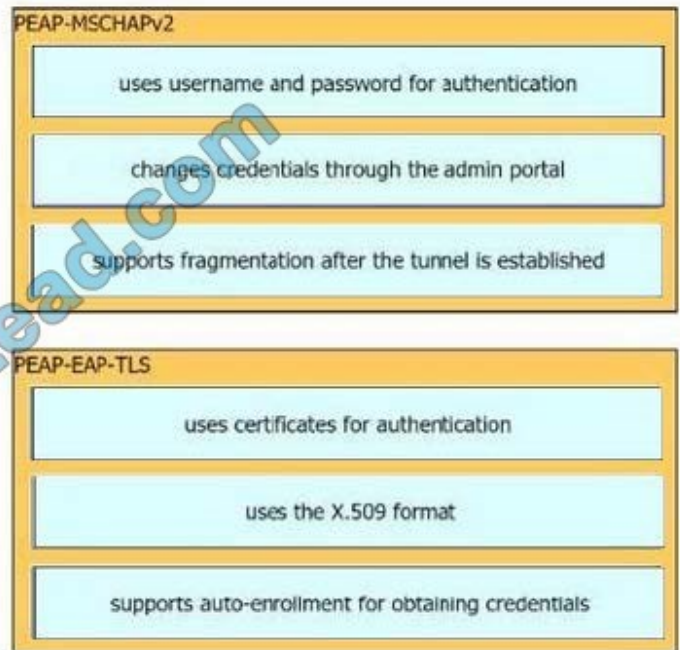 PEAP-MSCHAPv2
uses username and password for authentication
changes credentials through the admin portal
supports fragmentation after the tunnel is established
ead.com
PEAP-EAP-TLS
uses certificates for authentication
uses the X.509 format
supports auto-enrollment for obtaining credentials